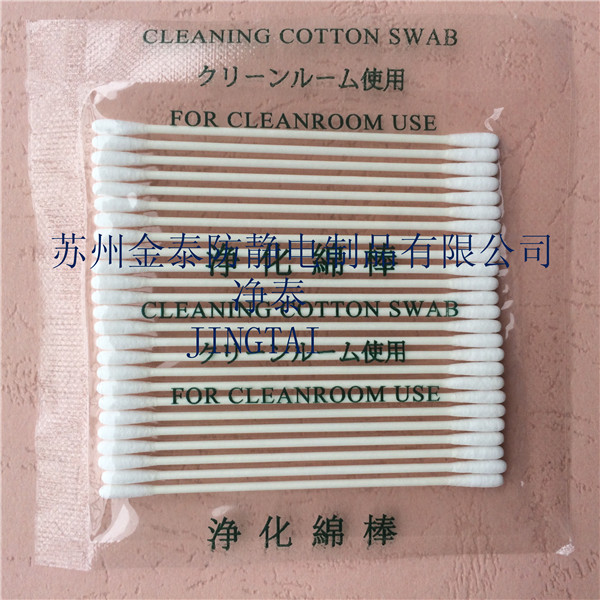 CLEANING COTTON SWAB
クリーンルーム使用
FOR CLEANROOM USE
苏州金泰防静电制品有限公司
浄化綿棒
净泰
CLEANING COTTON SWAB
JINGTAI
クリーンルーム使用
FOR CLEANROOM USE
浄化綿棒